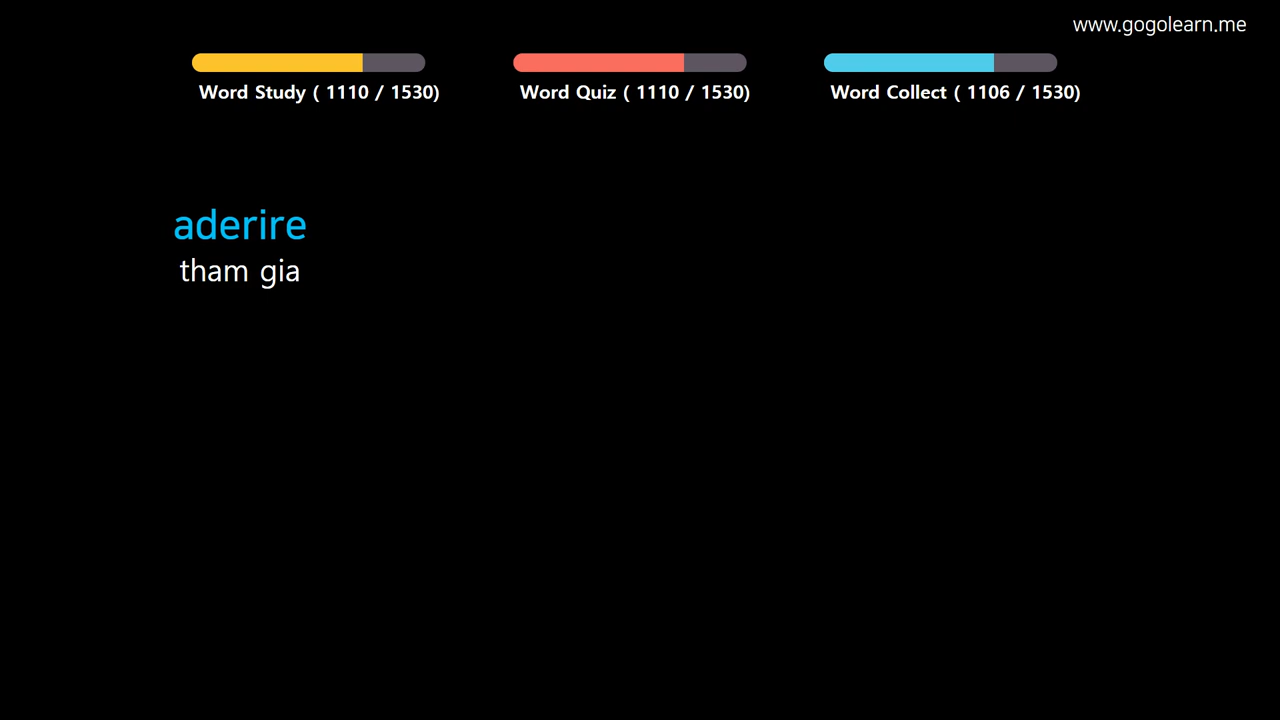 www.gogolearn.me
Word Study ( 1110 / 1530)
Word Quiz ( 1110 / 1530)
Word Collect ( 1106 / 1530)
aderire
tham gia